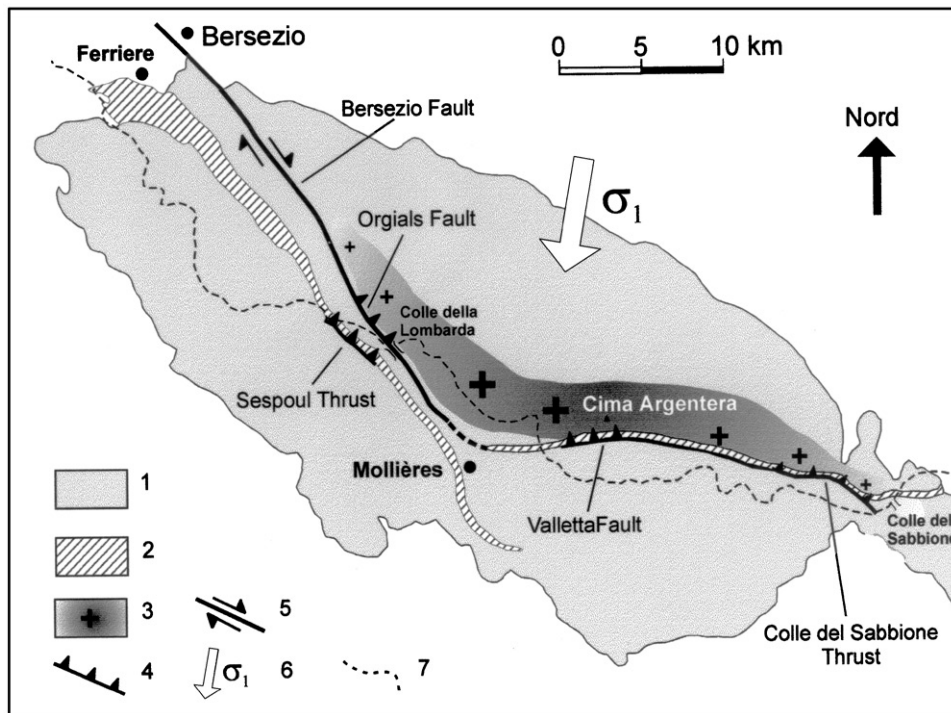 Ferriere
Bersezio
0 5 10 km
Bersezio Fault
Nord
σ1
Orgials Fault
Colle della
Lombarda
Sespoul Thrust
Cima Argentera
Mollières
VallettaFault
Colle del
Sabbione
Colle del Sabbione
Thrust
1
2
3
4
5
σ1 6
7